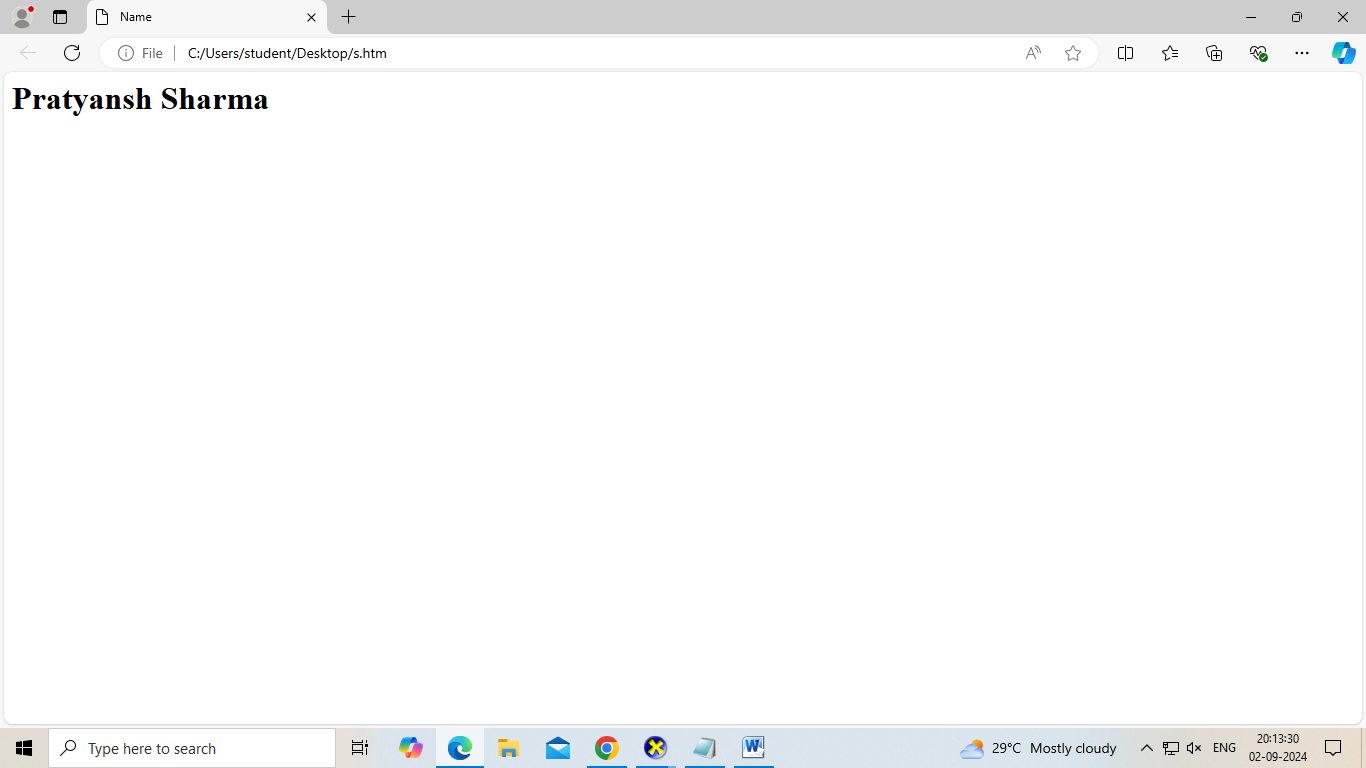 Name
File
C:/Users/student/Desktop/s.htm
Pratyansh Sharma
Type here to search
29°C Mostly cloudy
ENG
20:13:30
02-09-2024